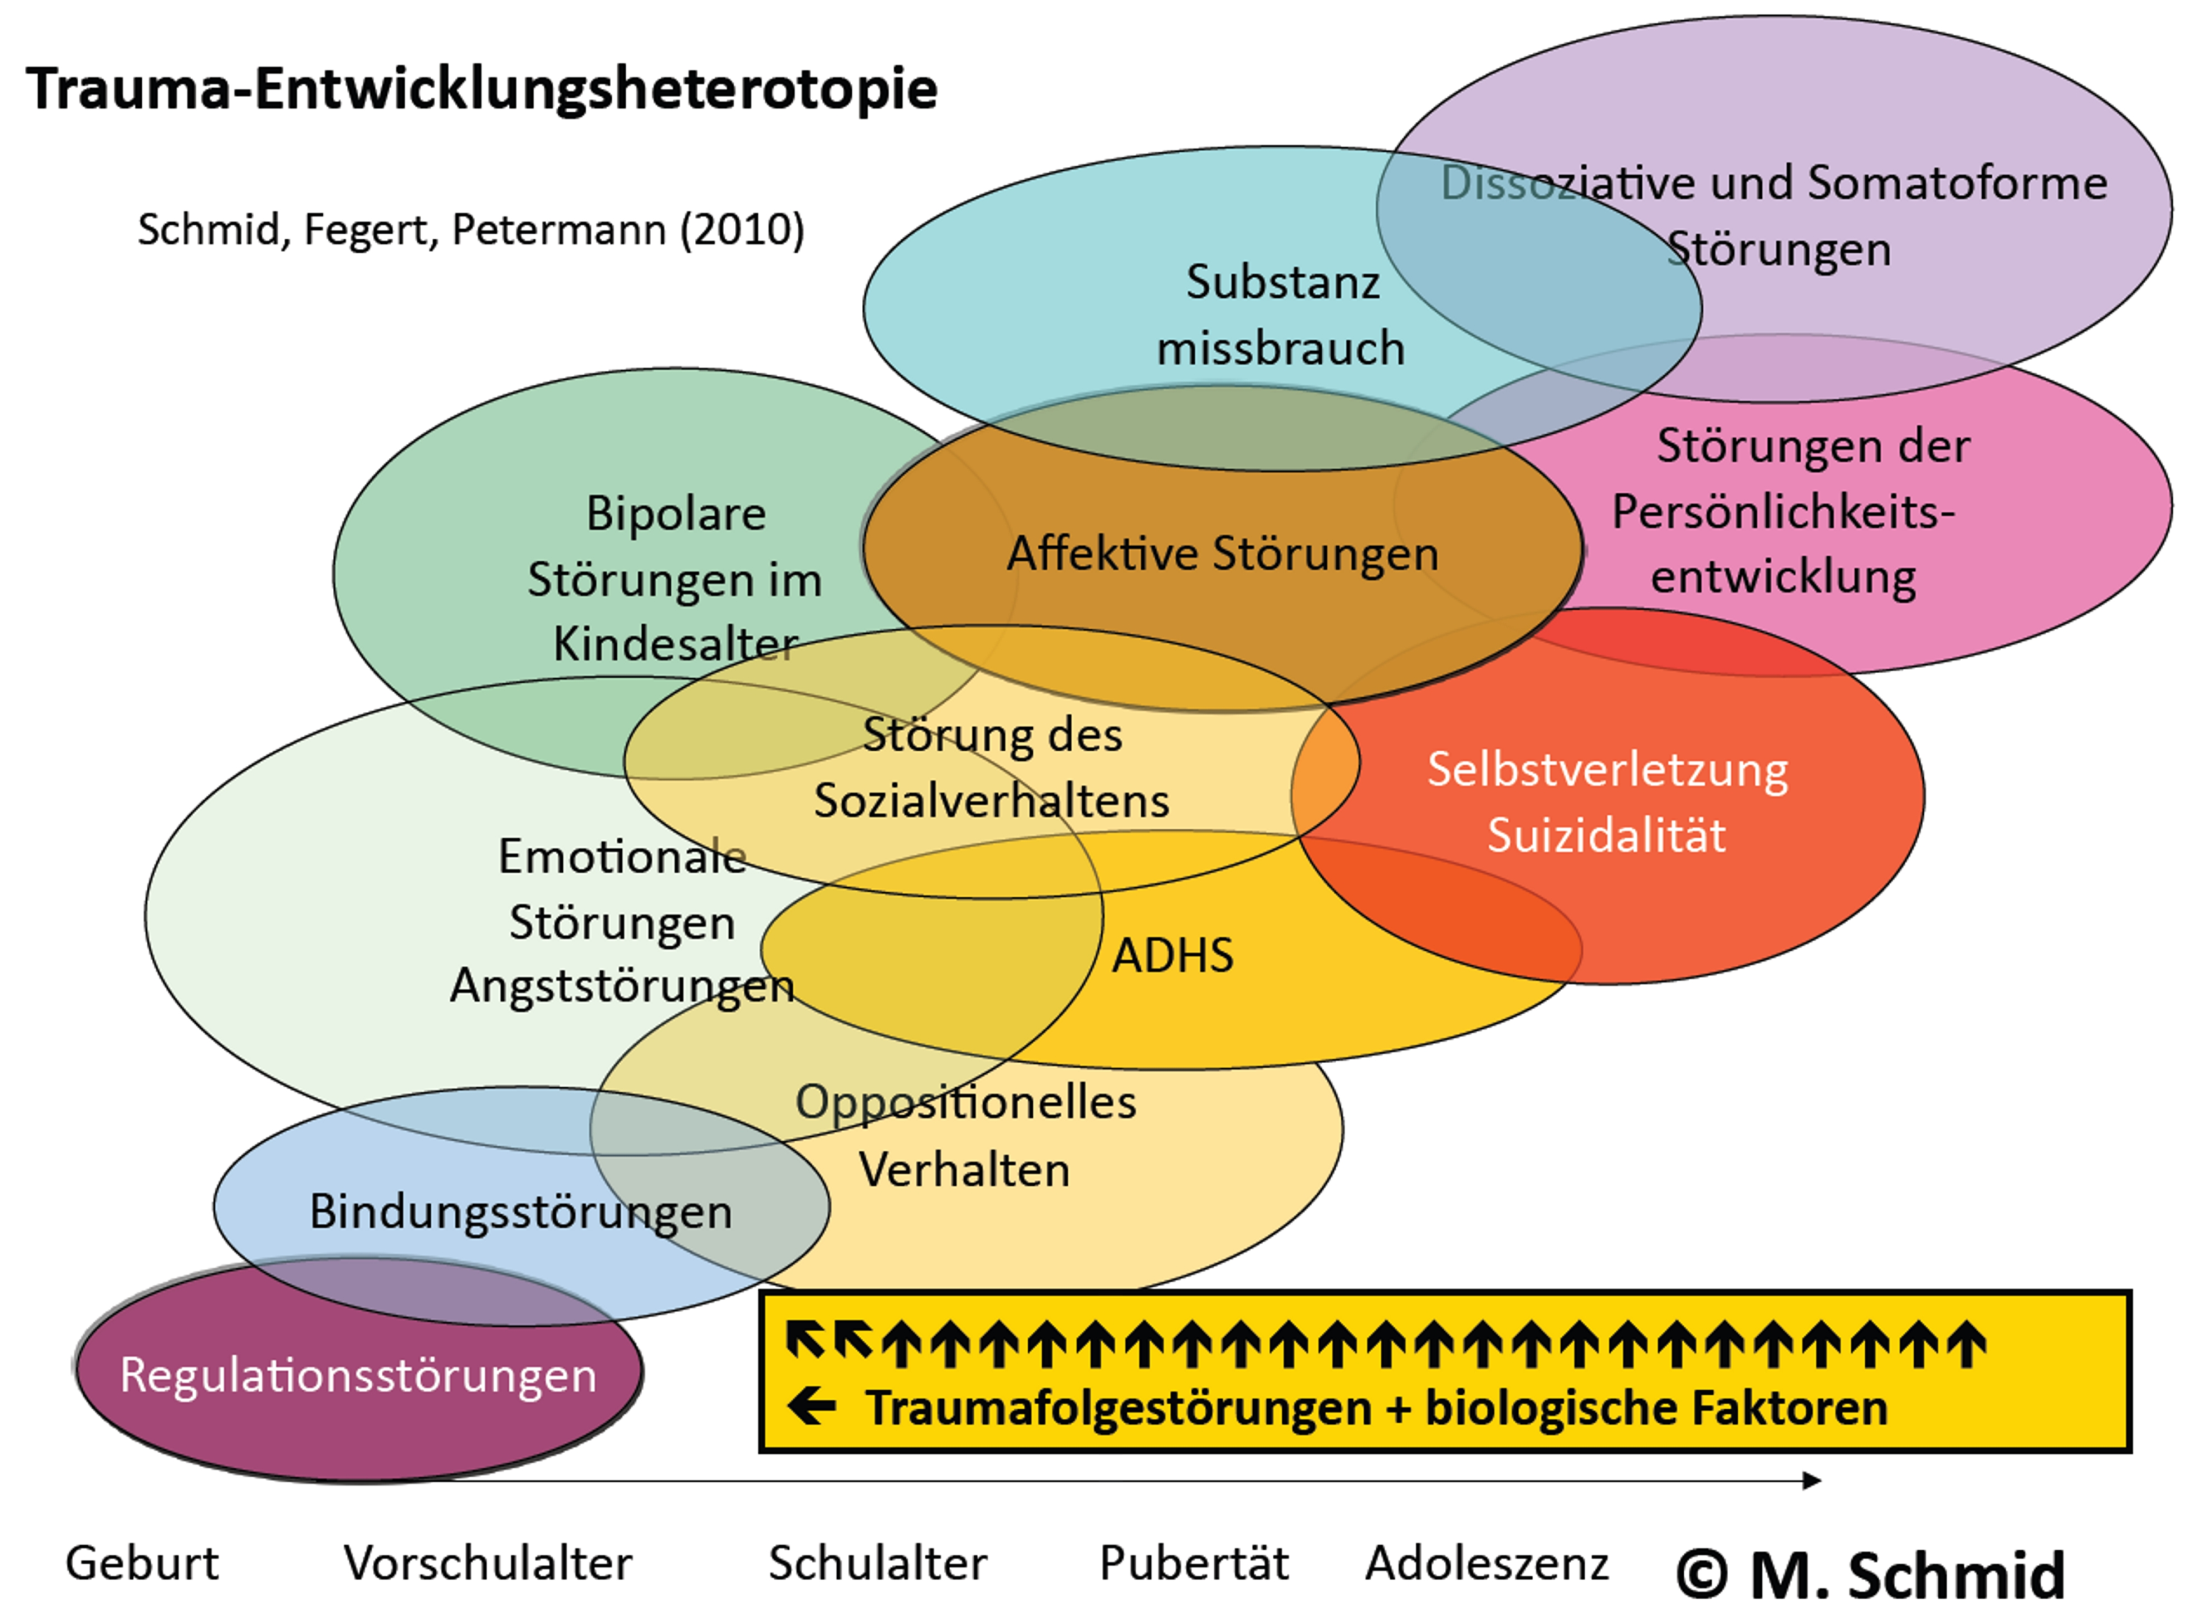 Trauma-Entwicklungsheterotopie
Schmid, Fegert, Petermann (2010)
Dissoziative und Somatoforme
Störungen
Substanz
missbrauch
Störungen der
Persönlichkeits-
entwicklung
Bipolare
Störungen im
Kindesalter
Affektive Störungen
Störung des
Sozialverhaltens
Selbstverletzung
Suizidalität
Emotionale
Störungen
Angststörungen
ADHS
Oppositionelles
Verhalten
Bindungsstörungen
Regulationsstörungen
↖↖↑↑↑↑↑↑↑↑↑↑↑↑↑↑↑↑↑↑↑↑↑↑↑
← Traumafolgestörungen + biologische Faktoren
Geburt Vorschulalter Schulalter Pubertät Adoleszenz © M. Schmid